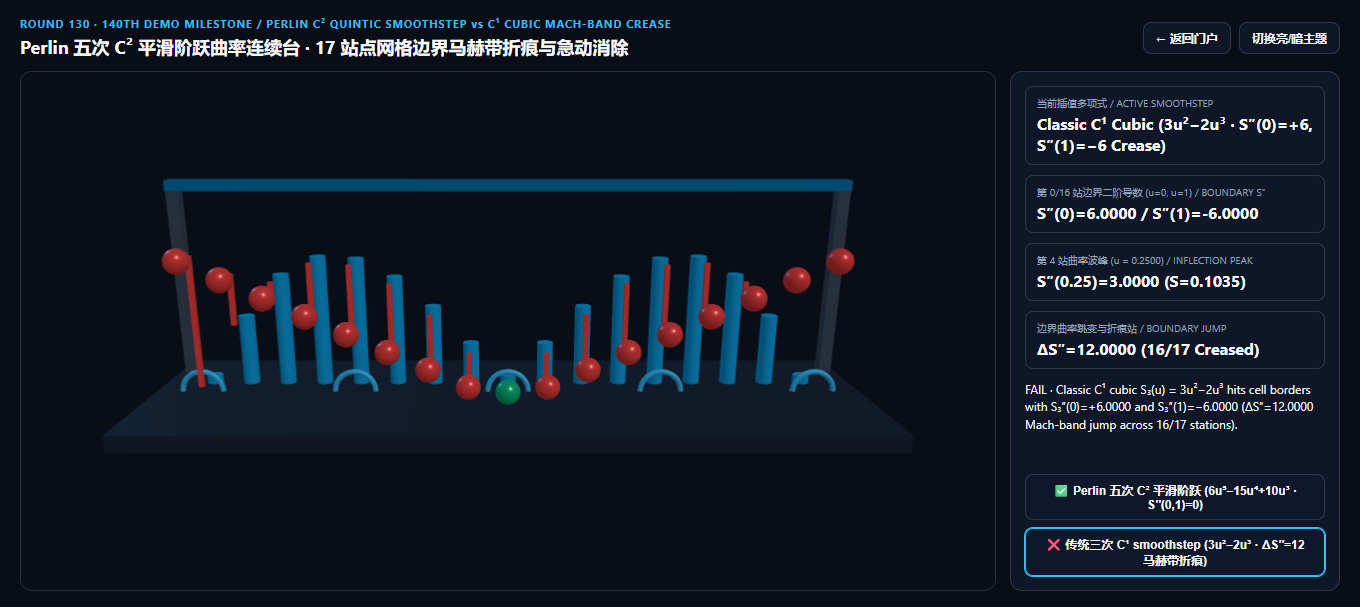 ROUND 130 · 140TH DEMO MILESTONE / PERLIN C² QUINTIC SMOOTHSTEP vs C¹ CUBIC MACH-BAND CREASE
Perlin 五次 C² 平滑阶跃曲率连续台 · 17 站点网格边界马赫带折痕与急动消除
← 返回门户
切换亮/暗主题
当前插值多项式 / ACTIVE SMOOTHSTEP
Classic C¹ Cubic (3u²−2u³ · S″(0)=+6,
S″(1)=−6 Crease)
第 0/16 站边界二阶导数 (u=0, u=1) / BOUNDARY S″
S″(0)=6.0000 / S″(1)=-6.0000
第 4 站曲率波峰 (u = 0.2500) / INFLECTION PEAK
S″(0.25)=3.0000 (S=0.1035)
边界曲率跳变与折痕站 / BOUNDARY JUMP
ΔS″=12.0000 (16/17 Creased)
FAIL · Classic C¹ cubic S₃(u) = 3u²−2u³ hits cell borders
with S₃″(0)=+6.0000 and S₃″(1)=−6.0000 (ΔS″=12.0000
Mach-band jump across 16/17 stations).
✅ Perlin 五次 C² 平滑阶跃 (6u⁵−15u⁴+10u³ ·
S″(0,1)=0)
❌ 传统三次 C¹ smoothstep (3u²−2u³ · ΔS″=12
马赫带折痕)